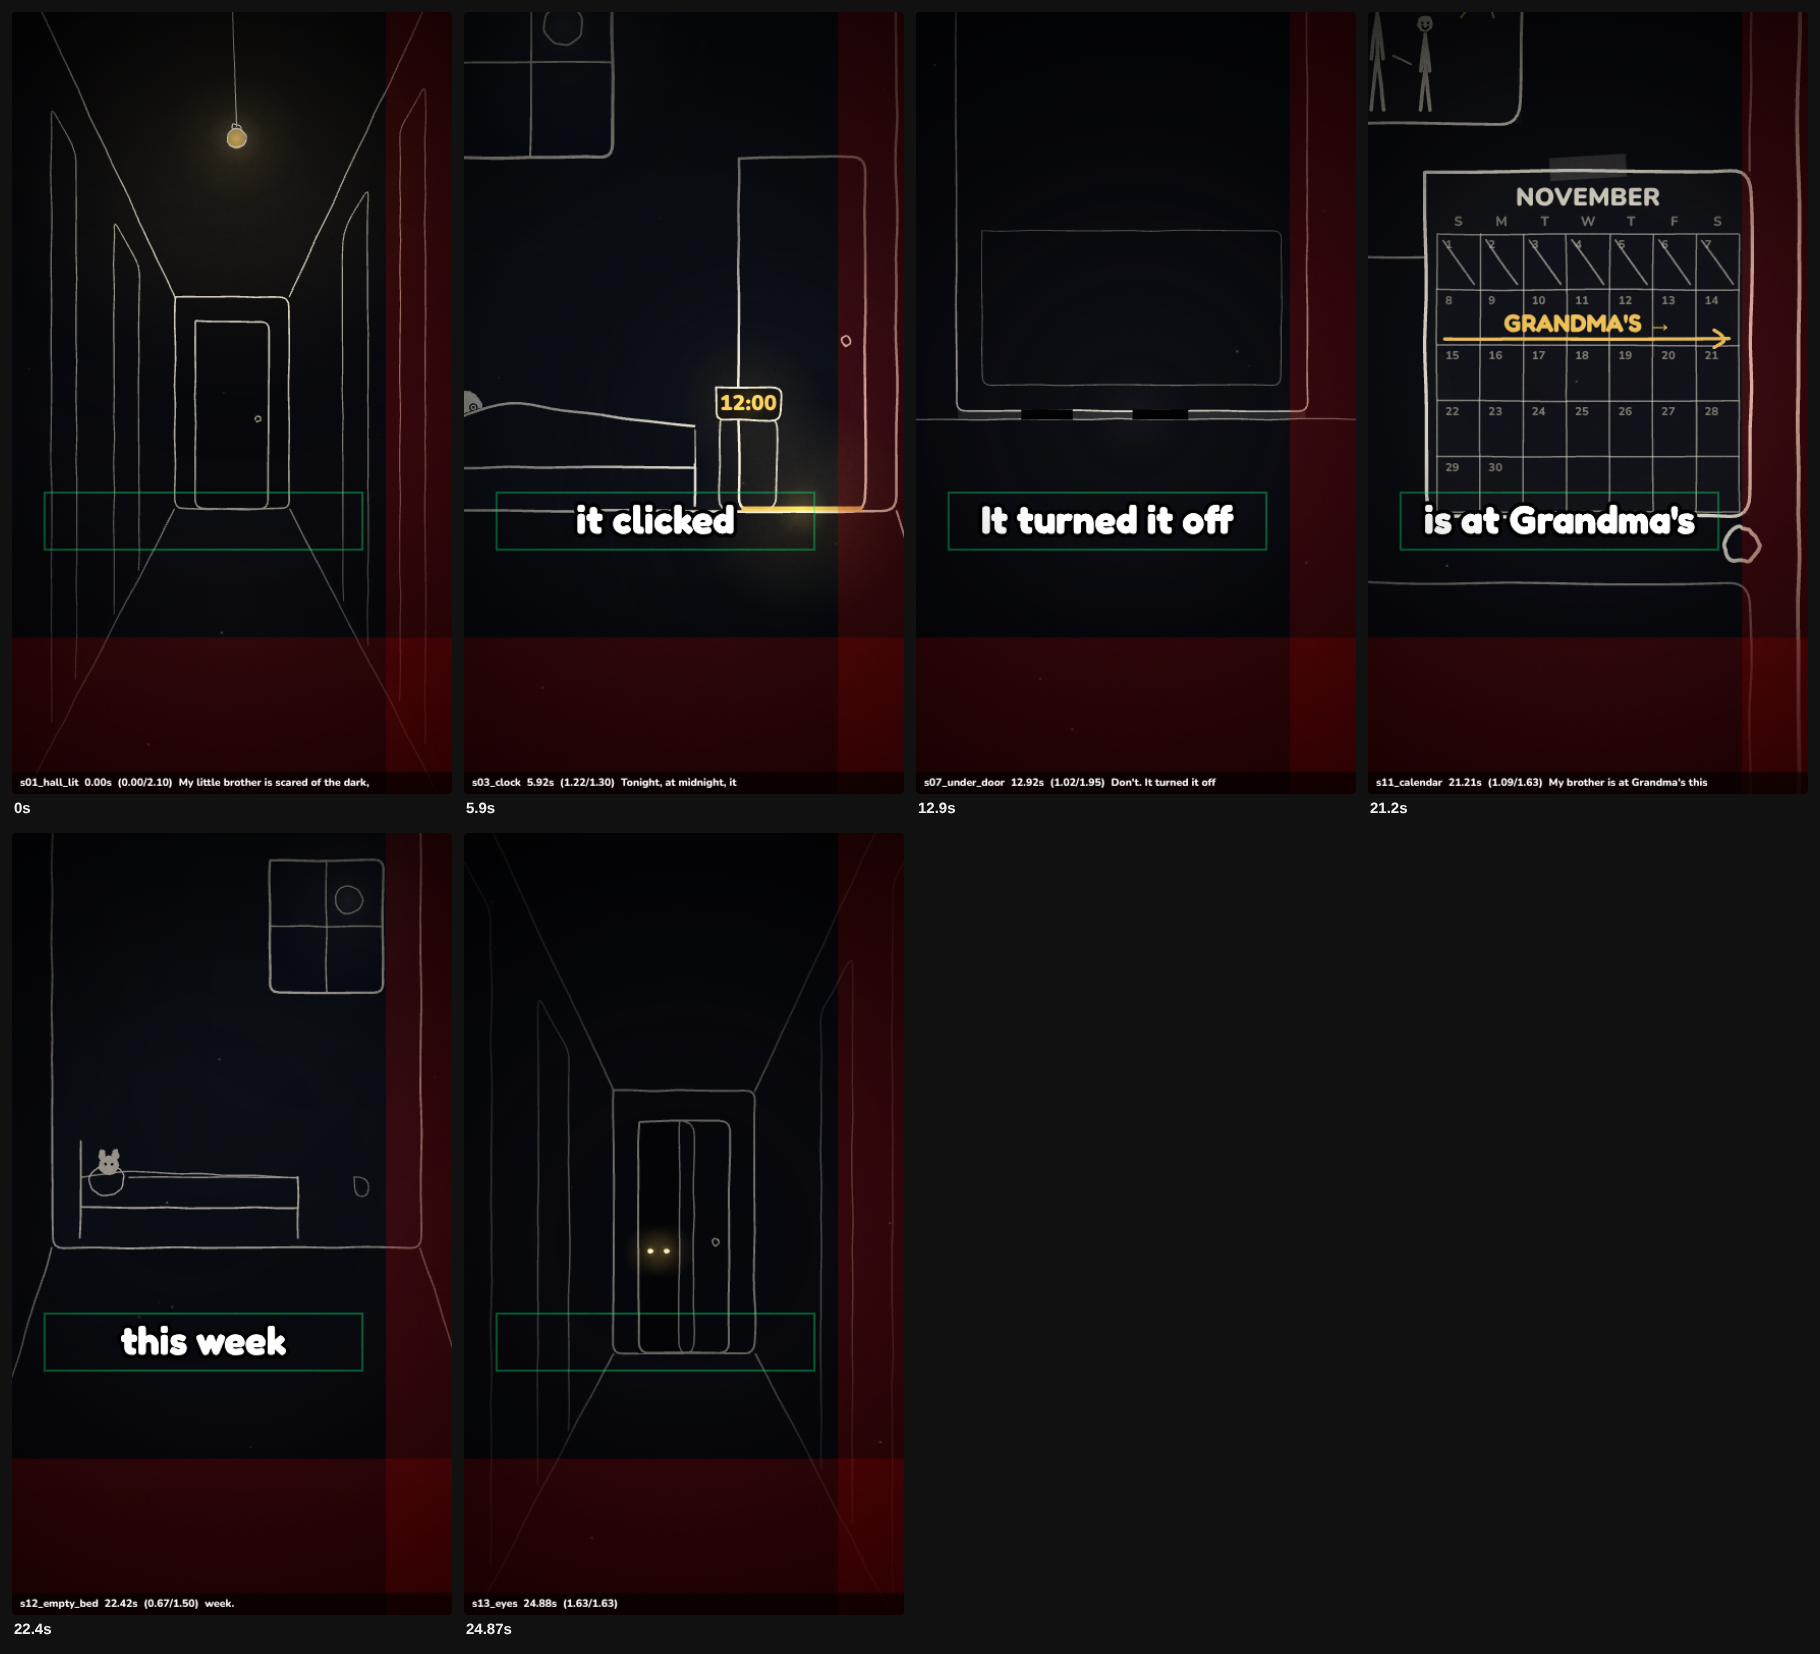 s01_hall_lit 0.00s (0.00/2.10) My little brother is scared of the dark,
0s
12:00
it clicked
s03_clock 5.92s (1.22/1.30) Tonight, at midnight, it
5.9s
It turned it off
s07_under_door 12.92s (1.02/1.95) Don't. It turned it off
12.9s
NOVEMBER
S M T W T F S
1 2 3 4 5 6 7
8 9 10 11 12 13 14
GRANDMA'S →
15 16 17 18 19 20 21
22 23 24 25 26 27 28
29 30
is at Grandma's
s11_calendar 21.21s (1.09/1.63) My brother is at Grandma's this
21.2s
this week
s12_empty_bed 22.42s (0.67/1.50) week.
22.4s
s13_eyes 24.88s (1.63/1.63)
24.87s